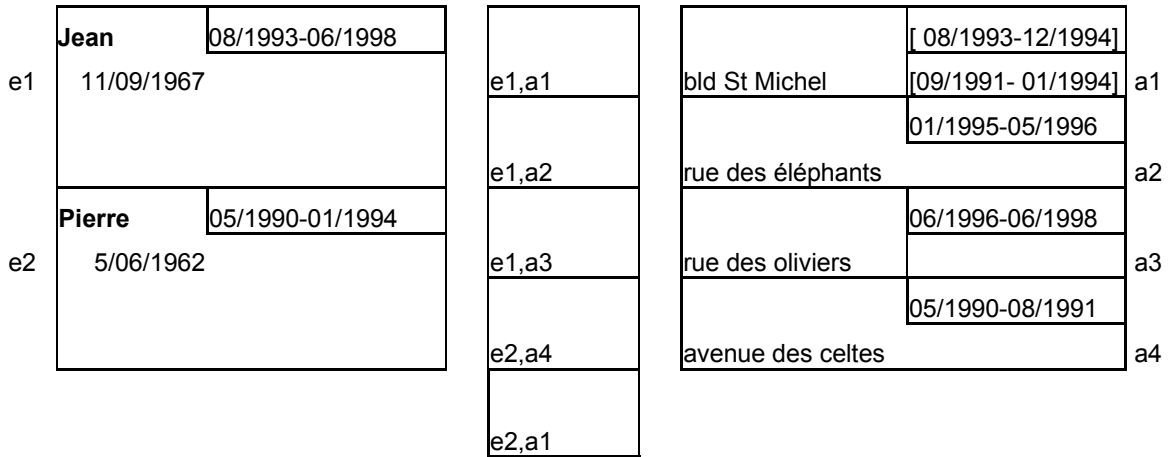 Jean 08/1993-06/1998 [ 08/1993-12/1994]
e1 11/09/1967 e1,a1 bld St Michel [09/1991- 01/1994] a1
01/1995-05/1996
e1,a2 rue des éléphants a2
Pierre 05/1990-01/1994 06/1996-06/1998
e2 5/06/1962 e1,a3 rue des oliviers a3
05/1990-08/1991
e2,a4 avenue des celtes a4
e2,a1